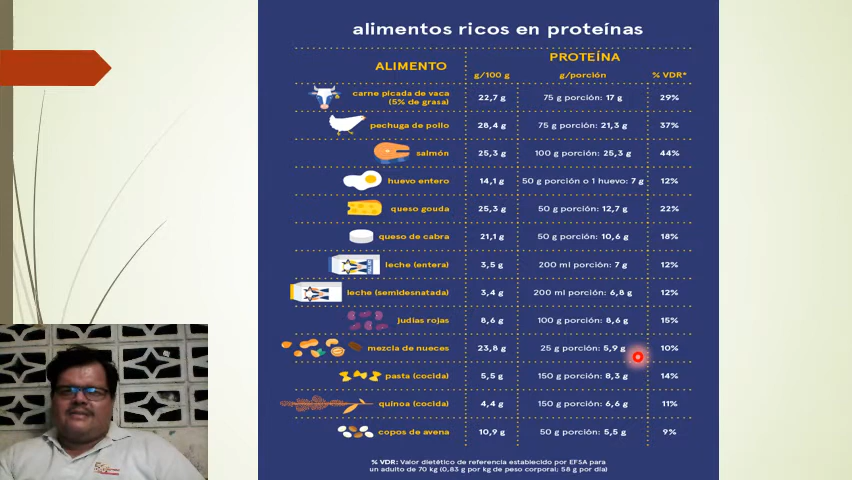 alimentos ricos en proteínas
ALIMENTO
PROTEÍNA
g/100 g
g/porción
% VDR*
carne picada de vaca
(5% de grasa)
22,7 g
75 g porción: 17 g
29%
pechuga de pollo
28,4 g
75 g porción: 21,3 g
37%
salmón
25,3 g
100 g porción: 25,3 g
44%
huevo entero
14,1 g
50 g porción o 1 huevo: 7 g
12%
queso gouda
25,3 g
50 g porción: 12,7 g
22%
queso de cabra
21,1 g
50 g porción: 10,6 g
18%
leche (entera)
3,5 g
200 ml porción: 7 g
12%
leche (semidesnatada)
3,4 g
200 ml porción: 6,8 g
12%
judías rojas
8,6 g
100 g porción: 8,6 g
15%
mezcla de nueces
23,8 g
25 g porción: 5,9 g
10%
pasta (cocida)
5,5 g
150 g porción: 8,3 g
14%
quinoa (cocida)
4,4 g
150 g porción: 6,6 g
11%
copos de avena
10,9 g
50 g porción: 5,5 g
9%
% VDR: Valor dietético de referencia establecido por EFSA para
un adulto de 70 kg (0,83 g por kg de peso corporal; 58 g por día)